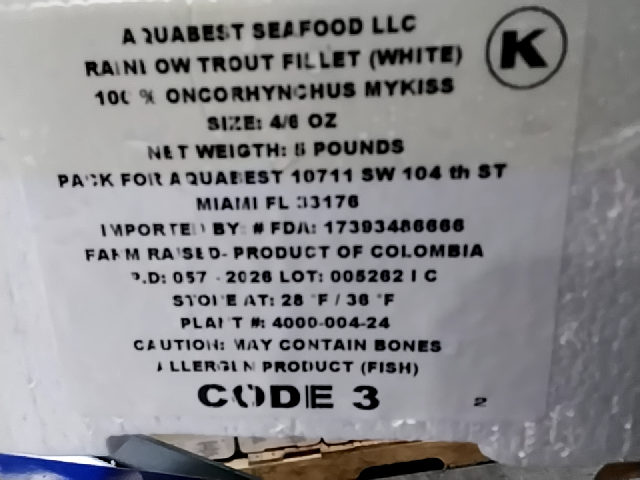 AQUABEST SEAFOOD LLC
K
RAINBOW TROUT FILLET (WHITE)
100 % ONCORHYNCHUS MYKISS
SIZE: 4/6 OZ
NET WEIGTH: 5 POUNDS
PACK FOR AQUABEST 10711 SW 104 th ST
MIAMI FL 33176
IMPORTED BY: # FDA: 17393486666
FARM RAISED- PRODUCT OF COLOMBIA
P.D: 057 - 2026 LOT: 005262 I C
STORE AT: 28 °F / 36 °F
PLANT #: 4000-004-24
CAUTION: MAY CONTAIN BONES
ALLERGEN PRODUCT (FISH)
CODE 3
2